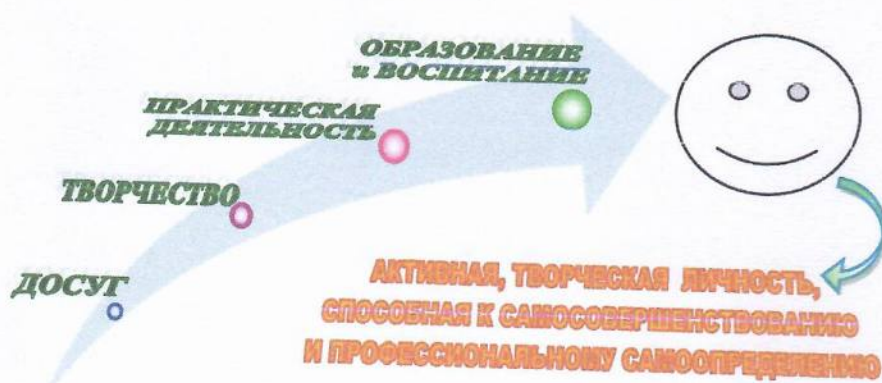 ОБРАЗОВАНИЕ
и ВОСПИТАНИЕ
ПРАКТИЧЕСКАЯ
ДЕЯТЕЛЬНОСТЬ
ТВОРЧЕСТВО
ДОСУГ
АКТИВНАЯ, ТВОРЧЕСКАЯ ЛИЧНОСТЬ,
СПОСОБНАЯ К САМОСОВЕРШЕНСТВОВАНИЮ
И ПРОФЕССИОНАЛЬНОМУ САМООПРЕДЕЛЕНИЮ